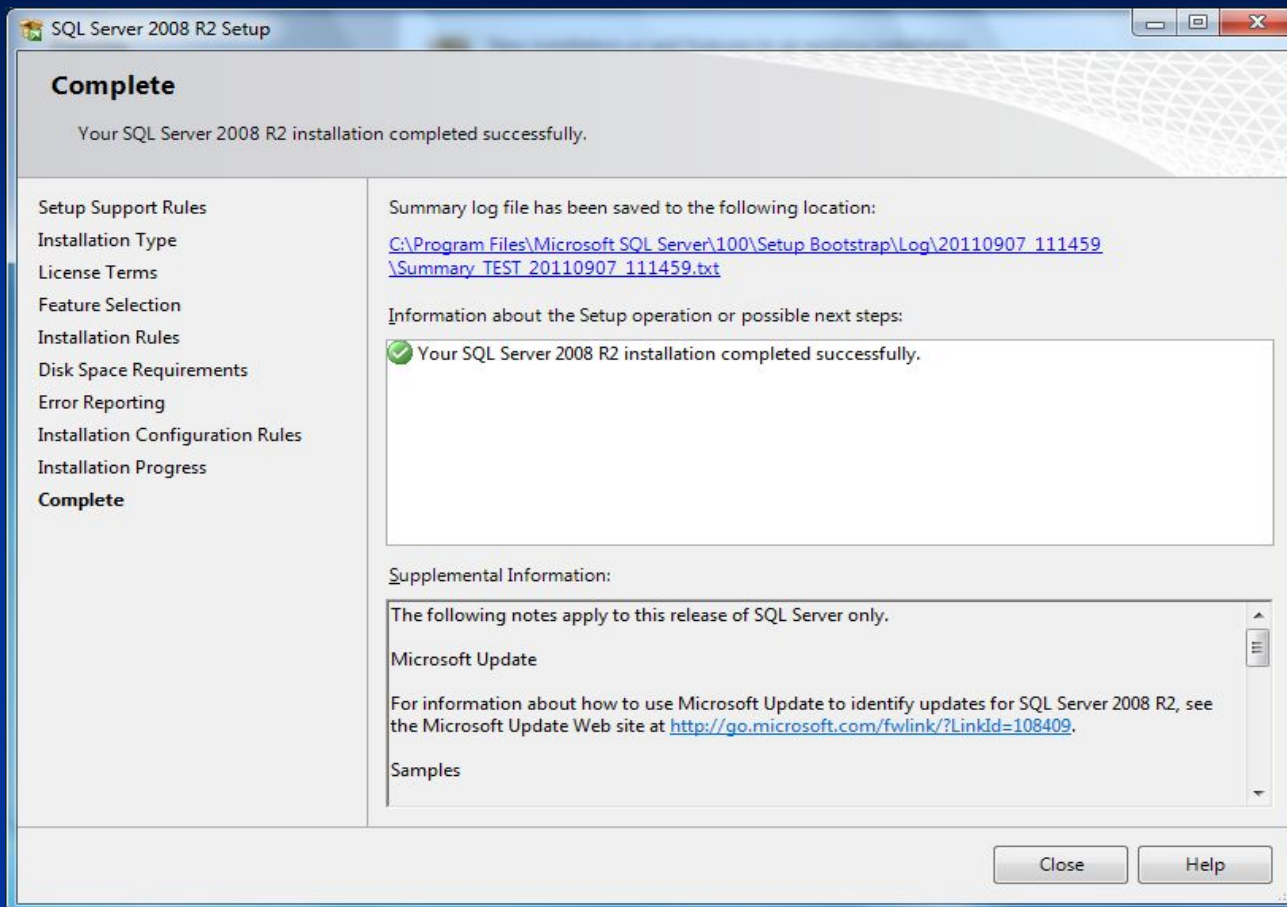 SQL Server 2008 R2 Setup
Complete
Your SQL Server 2008 R2 installation completed successfully.
Setup Support Rules
Installation Type
License Terms
Feature Selection
Installation Rules
Disk Space Requirements
Error Reporting
Installation Configuration Rules
Installation Progress
Complete
Summary log file has been saved to the following location:
C:\Program Files\Microsoft SQL Server\100\Setup Bootstrap\Log\20110907_111459
\Summary_TEST_20110907_111459.txt
Information about the Setup operation or possible next steps:
Your SQL Server 2008 R2 installation completed successfully.
Supplemental Information:
The following notes apply to this release of SQL Server only.
Microsoft Update
For information about how to use Microsoft Update to identify updates for SQL Server 2008 R2, see
the Microsoft Update Web site at http://go.microsoft.com/fwlink/?LinkId=108409.
Samples
Close
Help